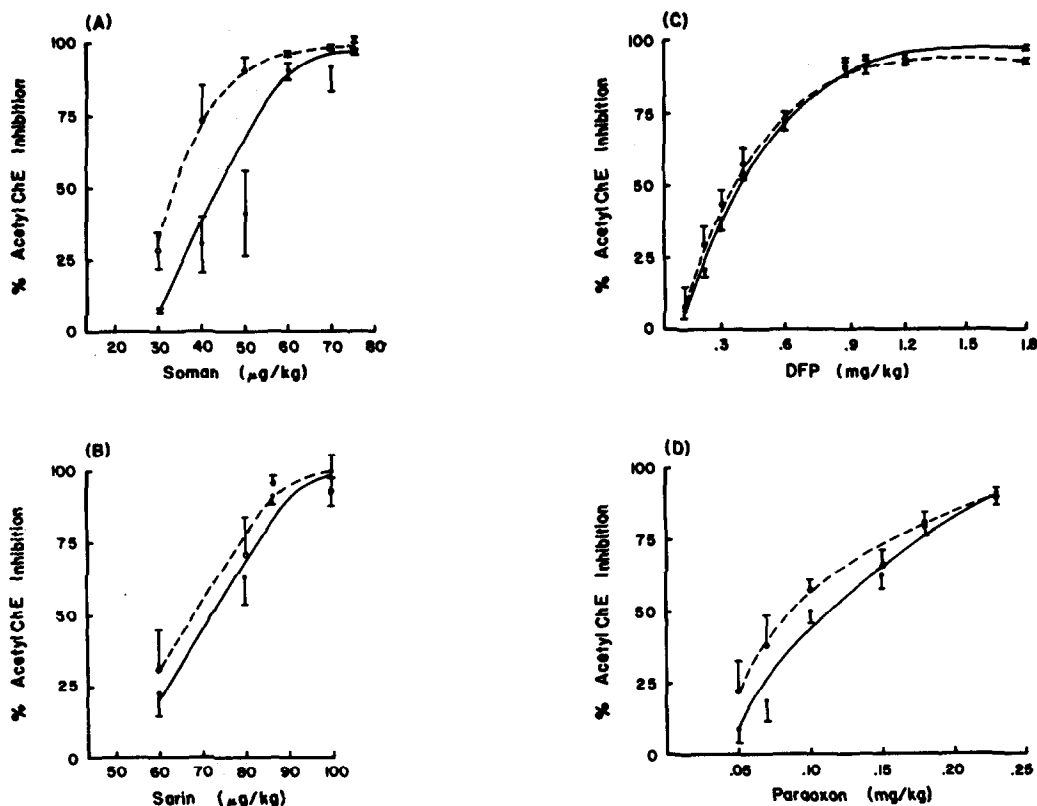 (A)
% Acetyl ChE Inhibition
100
75
50
25
0
20 30 40 50 60 70 80
Soman (μg/kg)
(C)
% Acetyl ChE Inhibition
100
75
50
25
0
.3 .6 .9 1.2 1.5 1.8
DFP (mg/kg)
(B)
% Acetyl ChE Inhibition
100
75
50
25
0
50 60 70 80 90 100
Sarin (μg/kg)
(D)
% Acetyl ChE Inhibition
100
75
50
25
0
.05 .10 .15 .20 .25
Paraoxon (mg/kg)